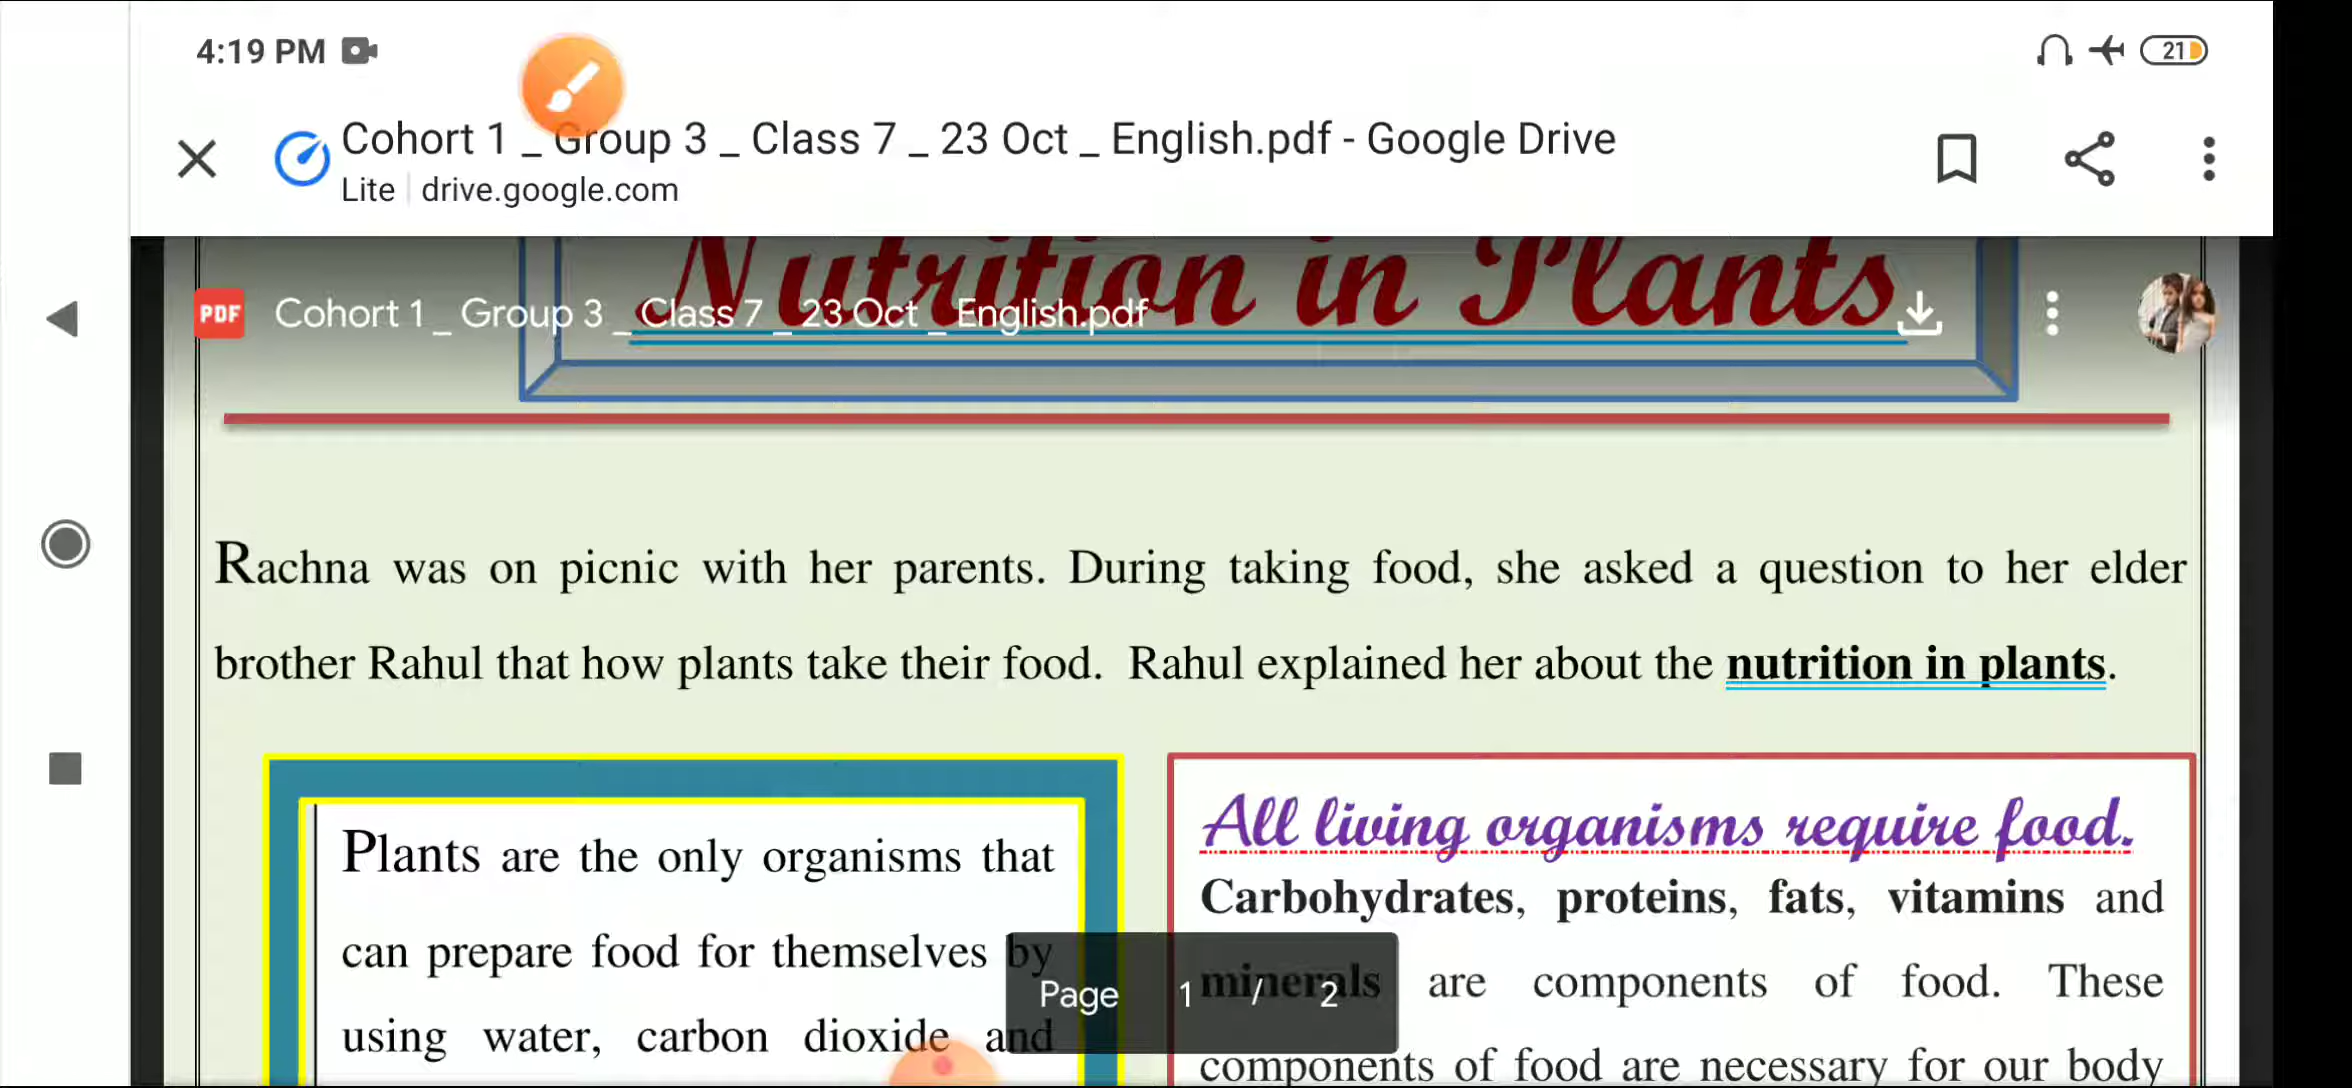 4:19 PM
21
Cohort 1 _ Group 3 _ Class 7 _ 23 Oct _ English.pdf - Google Drive
Lite drive.google.com
Nutrition in Plants
PDF Cohort 1 _ Group 3 _ Class 7 _ 23 Oct _ English.pdf
Rachna was on picnic with her parents. During taking food, she asked a question to her elder
brother Rahul that how plants take their food. Rahul explained her about the nutrition in plants.
Plants are the only organisms that
can prepare food for themselves by
using water, carbon dioxide and
All living organisms require food.
Carbohydrates, proteins, fats, vitamins and
minerals are components of food. These
components of food are necessary for our body
Page 1 / 2